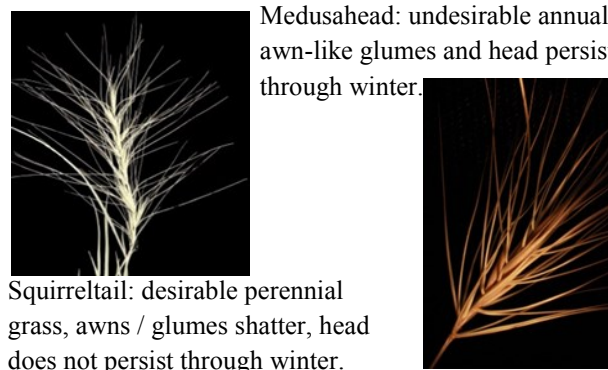 Medusahead: undesirable annual
awn-like glumes and head persis
through winter.
Squirreltail: desirable perennial
grass, awns / glumes shatter, head
does not persist through winter.